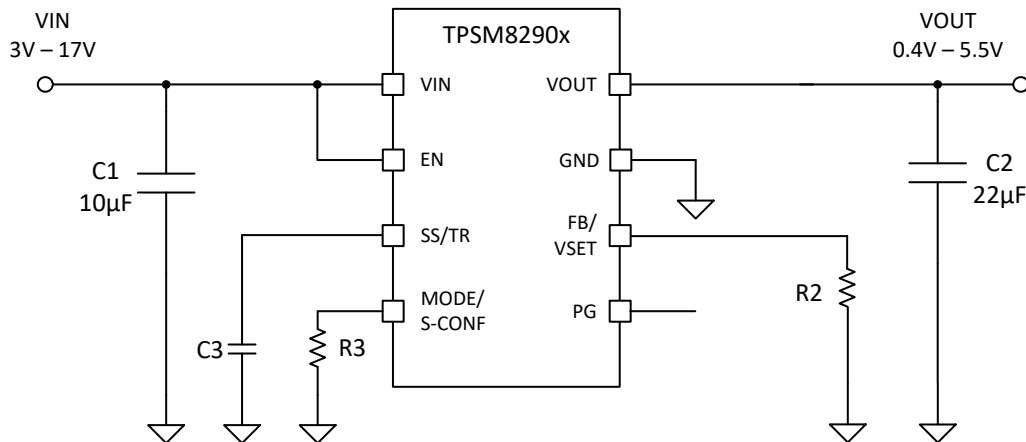 VIN
3V – 17V
TPSM8290x
VOUT
0.4V – 5.5V
VIN
VOUT
EN
GND
C1
10µF
C2
22µF
SS/TR
FB/
VSET
MODE/
S-CONF
PG
R2
C3
R3